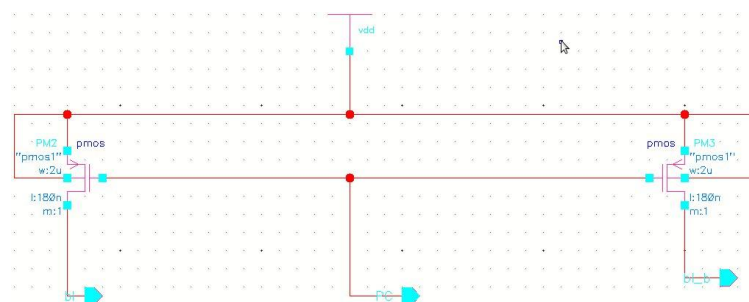 vdd
PM2 pmos
"pmos1"
w:2u
l:180n
m:1
pmos PM3
"pmos1"
w:2u
l:180n
m:1
bl_b
bl
PC